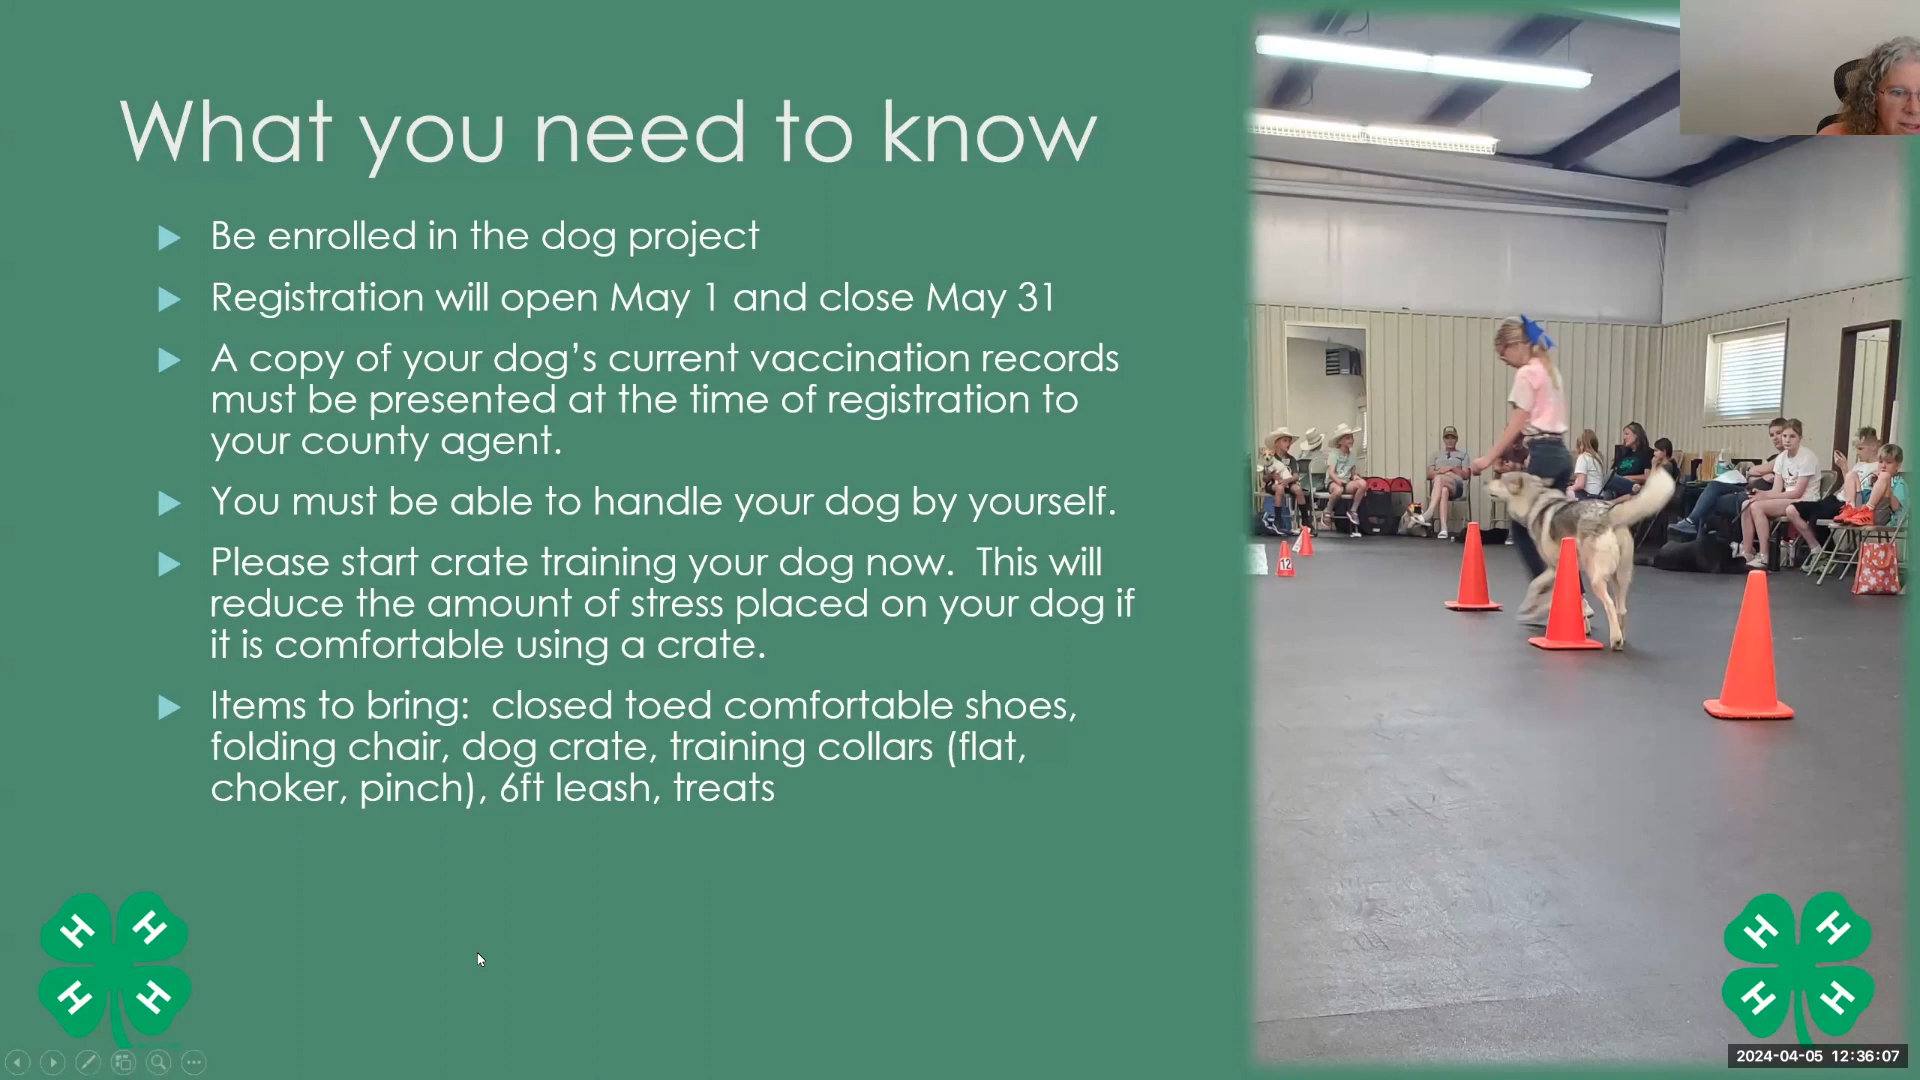 What you need to know
Be enrolled in the dog project
Registration will open May 1 and close May 31
A copy of your dog’s current vaccination records
must be presented at the time of registration to
your county agent.
You must be able to handle your dog by yourself.
Please start crate training your dog now.  This will
reduce the amount of stress placed on your dog if
it is comfortable using a crate.
Items to bring:  closed toed comfortable shoes,
folding chair, dog crate, training collars (flat,
choker, pinch), 6ft leash, treats
12
H H
H H
H H
H H
2024-04-05 12:36:07